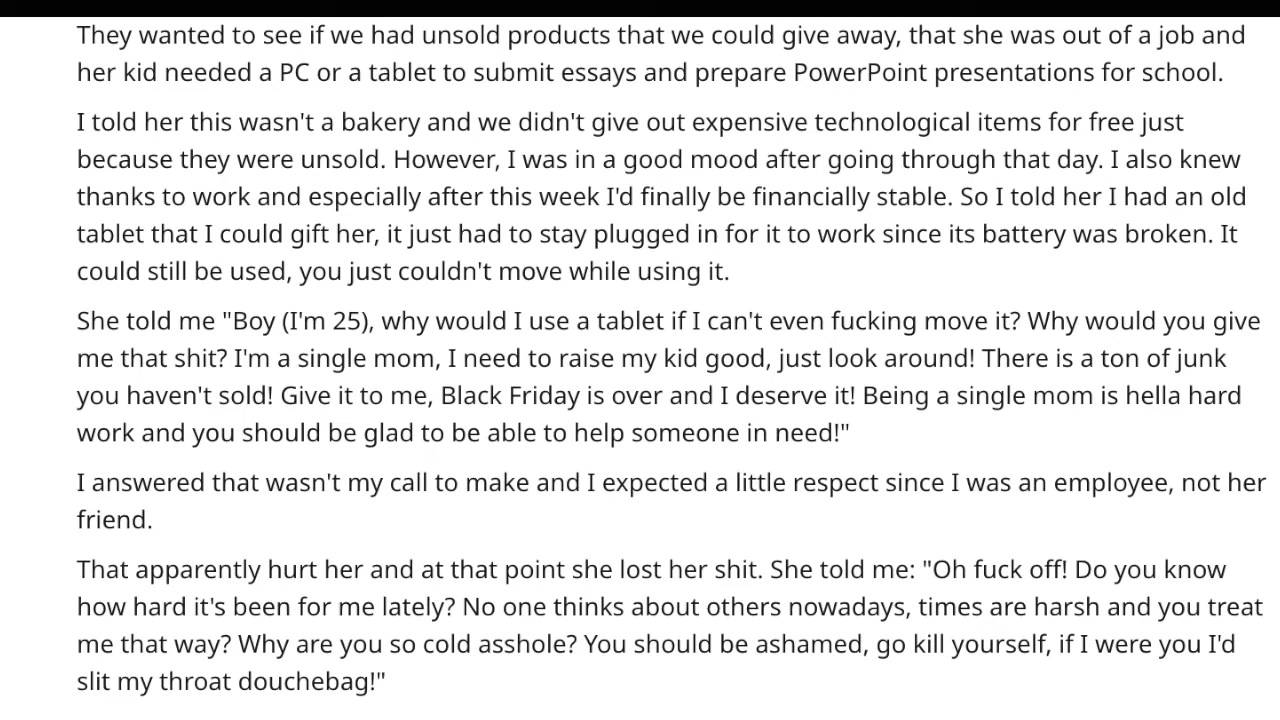 They wanted to see if we had unsold products that we could give away, that she was out of a job and
her kid needed a PC or a tablet to submit essays and prepare PowerPoint presentations for school.
I told her this wasn't a bakery and we didn't give out expensive technological items for free just
because they were unsold. However, I was in a good mood after going through that day. I also knew
thanks to work and especially after this week I'd finally be financially stable. So I told her I had an old
tablet that I could gift her, it just had to stay plugged in for it to work since its battery was broken. It
could still be used, you just couldn't move while using it.
She told me "Boy (I'm 25), why would I use a tablet if I can't even fucking move it? Why would you give
me that shit? I'm a single mom, I need to raise my kid good, just look around! There is a ton of junk
you haven't sold! Give it to me, Black Friday is over and I deserve it! Being a single mom is hella hard
work and you should be glad to be able to help someone in need!"
I answered that wasn't my call to make and I expected a little respect since I was an employee, not her
friend.
That apparently hurt her and at that point she lost her shit. She told me: "Oh fuck off! Do you know
how hard it's been for me lately? No one thinks about others nowadays, times are harsh and you treat
me that way? Why are you so cold asshole? You should be ashamed, go kill yourself, if I were you I'd
slit my throat douchebag!"